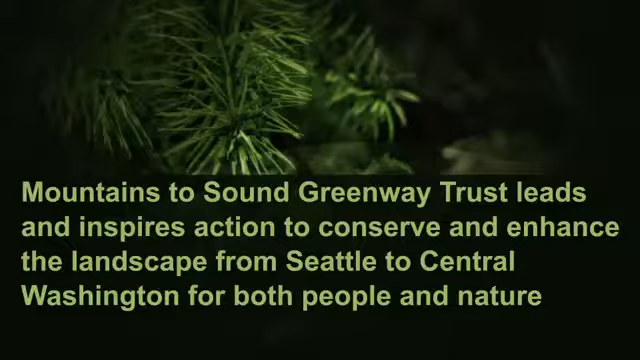 Mountains to Sound Greenway Trust leads
and inspires action to conserve and enhance
the landscape from Seattle to Central
Washington for both people and nature